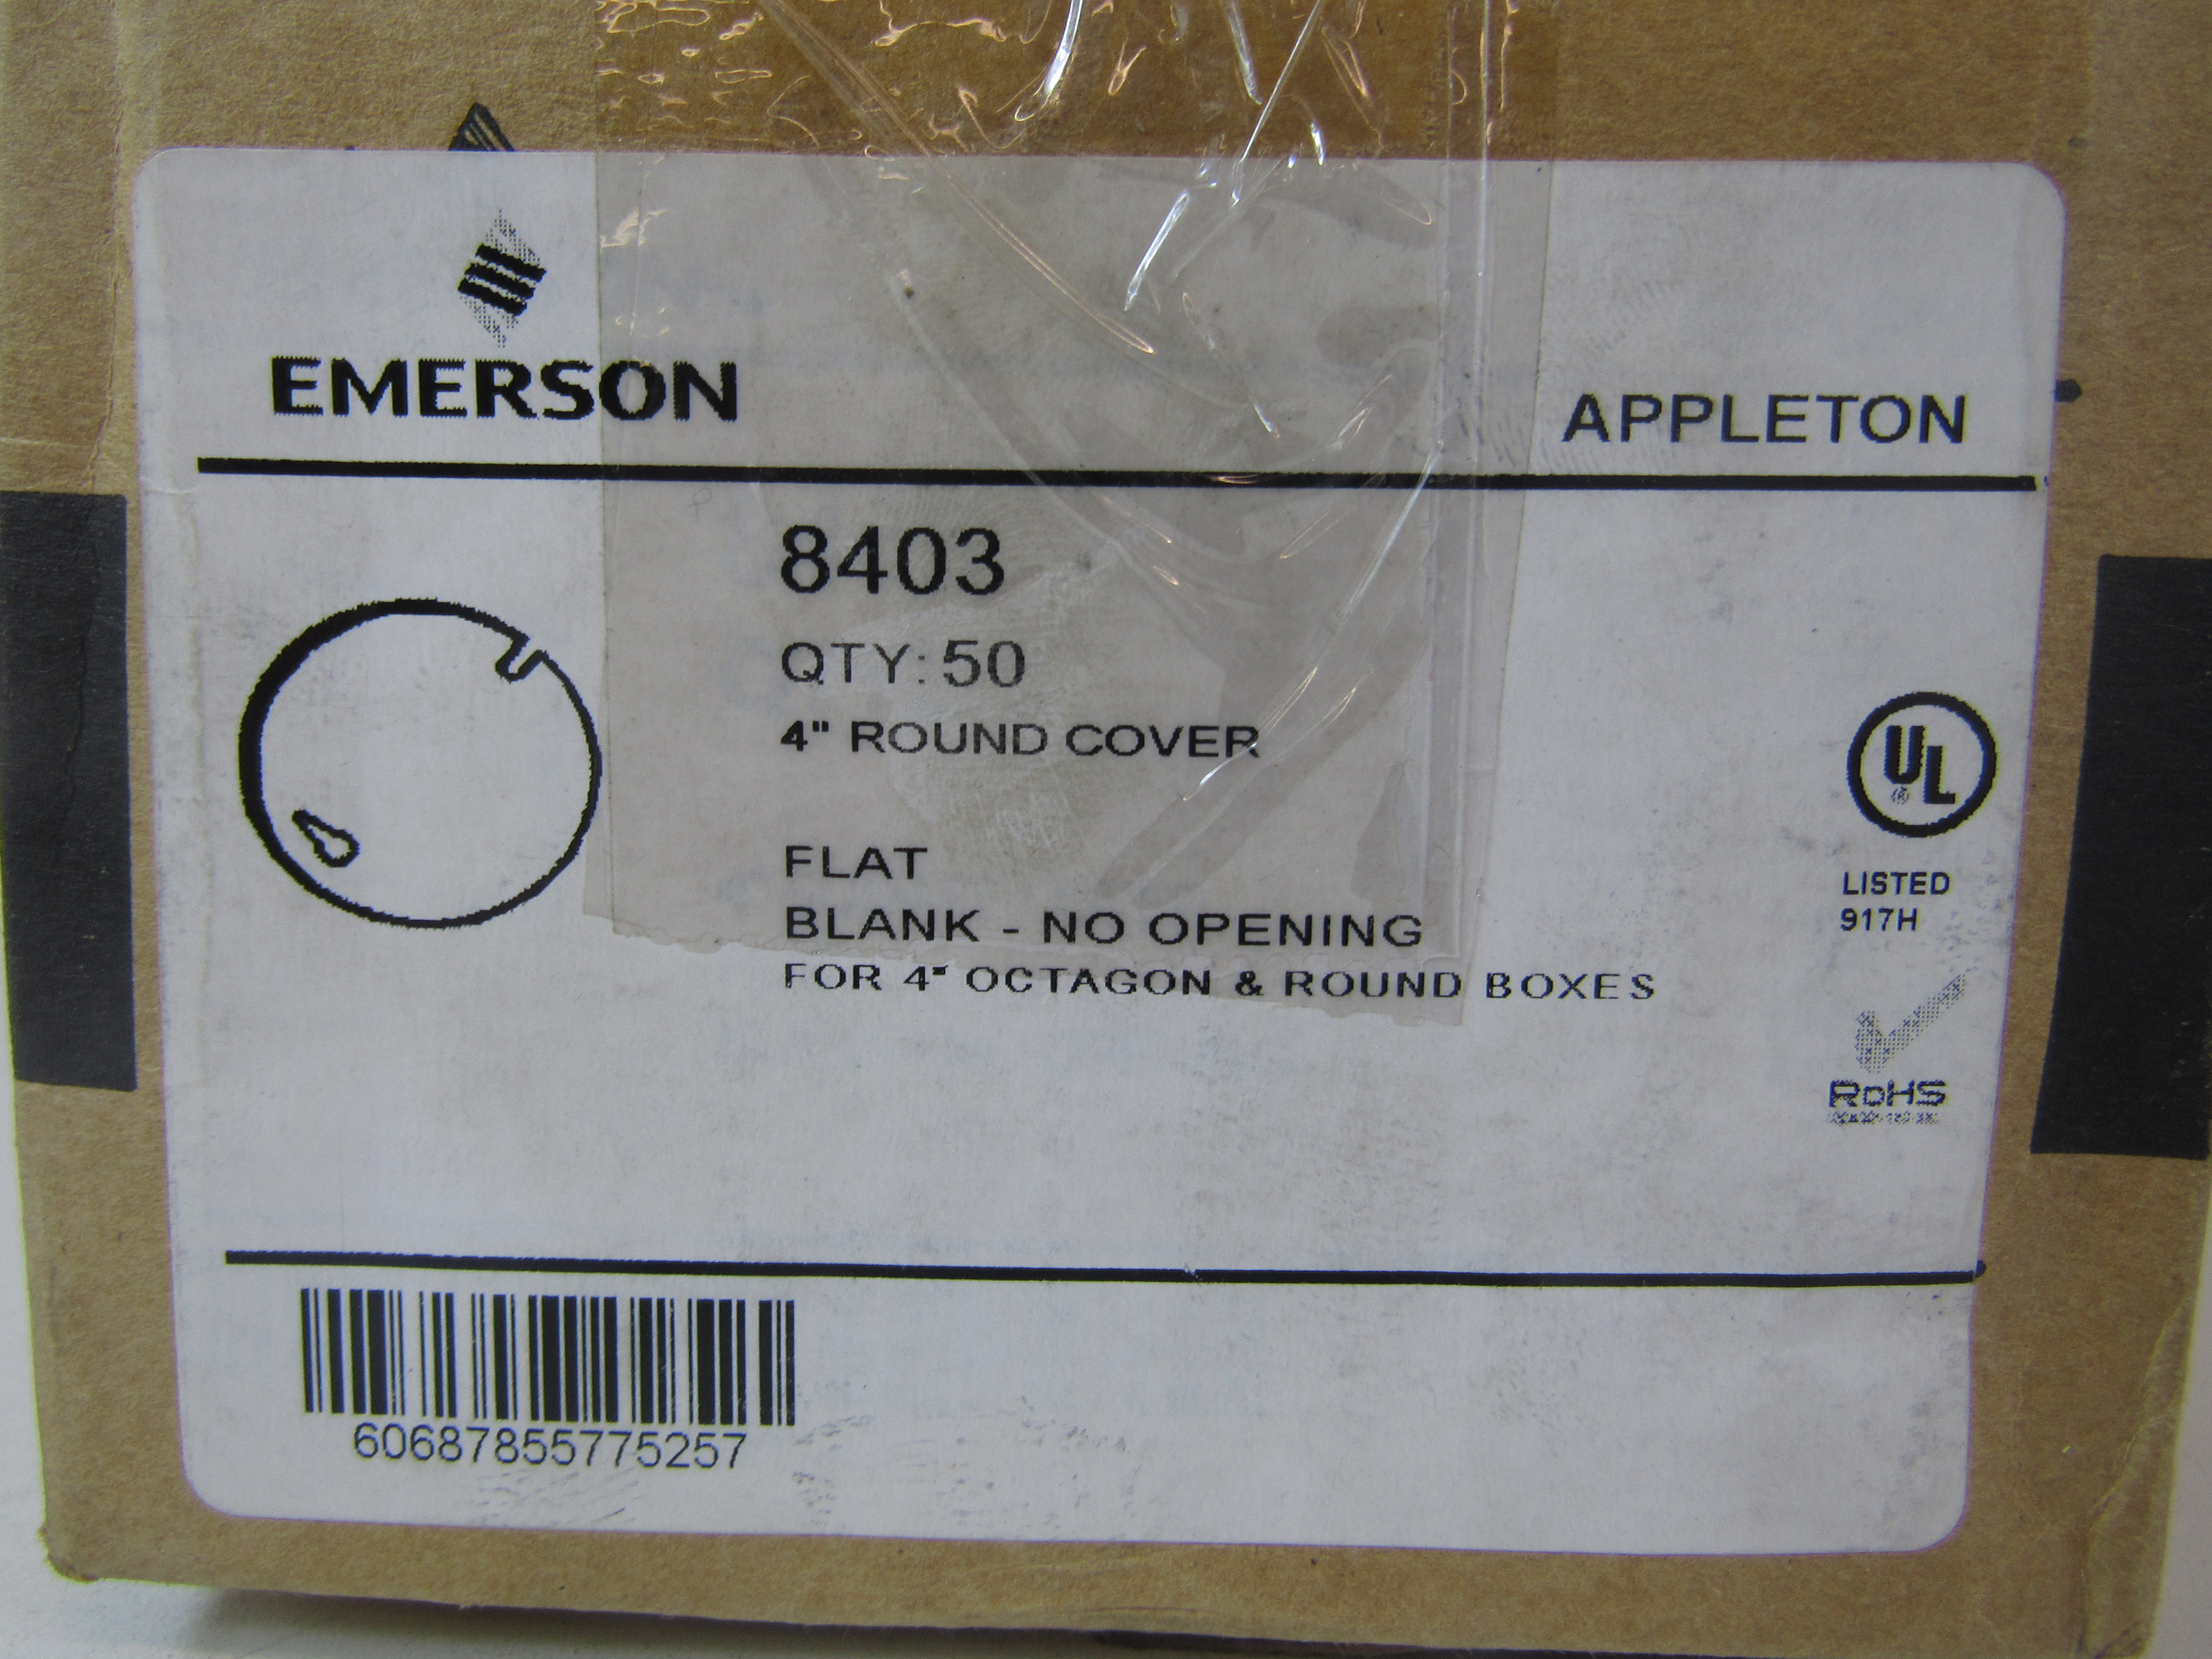 EMERSON
APPLETON
8403
QTY: 50
4" ROUND COVER
FLAT
BLANK - NO OPENING
FOR 4" OCTAGON & ROUND BOXES
UL
®
LISTED
917H
RoHS
60687855775257